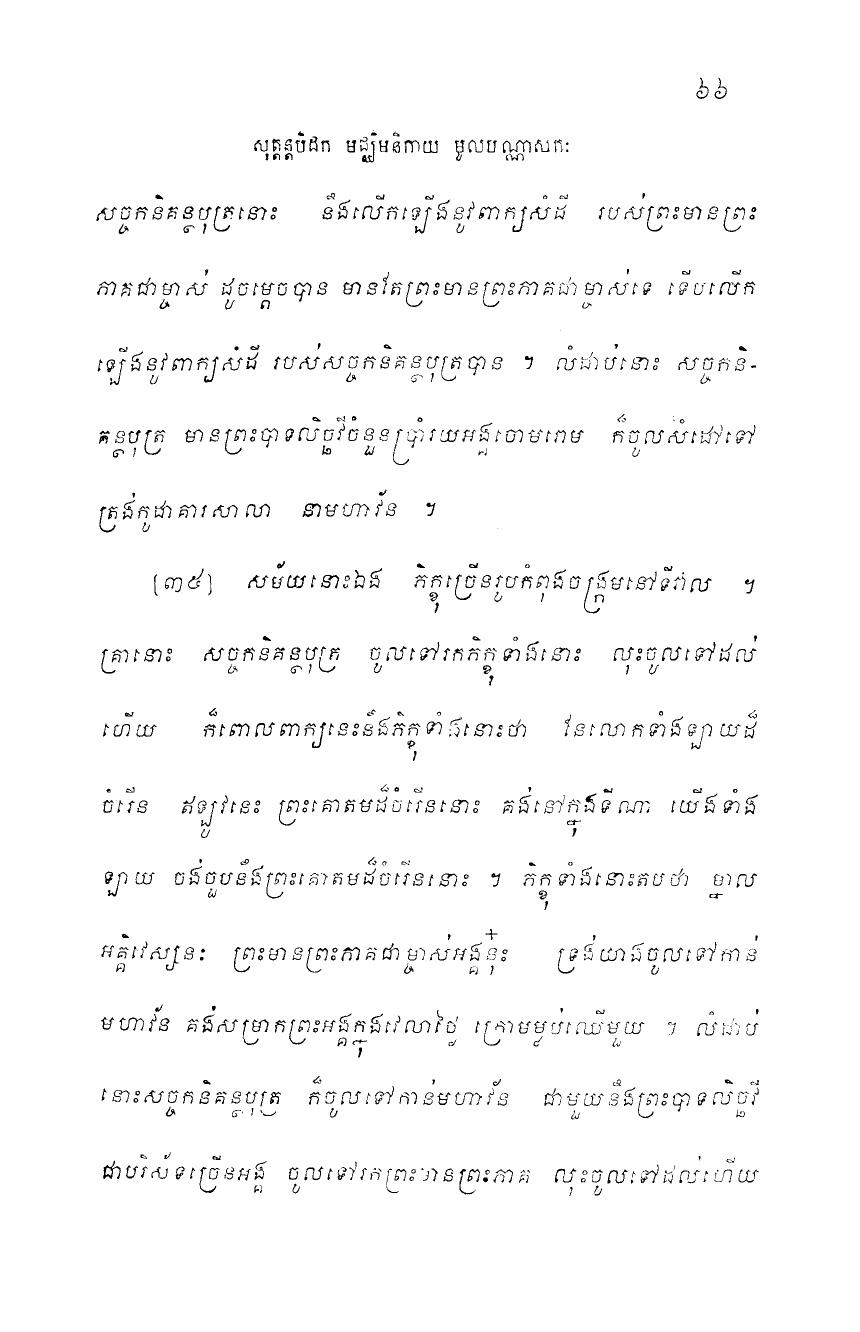 ៦៦
សុត្តន្តបិដក មជ្ឈិមនិកាយ មូលបណ្ណាសកៈ
សច្ចកនិគន្ថបុត្រនោះ នឹងលើកឡើងនូវពាក្យសំដី របស់ព្រះមានព្រះ
ភាគជាម្ចាស់ ដូចម្ដេចបាន មានតែព្រះមានព្រះភាគជាម្ចាស់ទេ ទើបលើក
ឡើងនូវពាក្យសំដី របស់សច្ចកនិគន្ថបុត្របាន ។ លំដាប់នោះ សច្ចកនិ-
គន្ថបុត្រ មានព្រះបាទលិច្ឆវីចំនួនប្រាំរយអង្គចោមរោម ក៏ចូលសំដៅទៅ
ត្រង់កូដាគារសាលា នាមហាវ័ន ។
[៣៥] សម័យនោះឯង ភិក្ខុច្រើនរូបកំពុងចង្ក្រមនៅទីវាល ។
គ្រានោះ សច្ចកនិគន្ថបុត្រ ចូលទៅរកភិក្ខុទាំងនោះ លុះចូលទៅដល់
ហើយ ក៏ពោលពាក្យនេះនឹងភិក្ខុទាំងនោះថា នែលោកទាំងឡាយដ៏
ចំរើន ឥឡូវនេះ ព្រះគោតមដ៏ចំរើននោះ គង់នៅក្នុងទីណា យើងទាំង
ឡាយ ចង់ចួបនឹងព្រះគោតមដ៏ចំរើននោះ ។ ភិក្ខុទាំងនោះតបថា ម្នាល
អគ្គិវេស្សនៈ ព្រះមានព្រះភាគជាម្ចាស់អង្គនុ៎ះ ទ្រង់យាងចូលទៅកាន់
មហាវ័ន គង់សម្រាកព្រះអង្គក្នុងវេលាថ្ងៃ ក្រោមម្លប់ឈើមួយ ។ លំដាប់
នោះសច្ចកនិគន្ថបុត្រ ក៏ចូលទៅកាន់មហាវ័ន ជាមួយនឹងព្រះបាទលិច្ឆវី
ជាបរិស័ទច្រើនអង្គ ចូលទៅរកព្រះមានព្រះភាគ លុះចូលទៅដល់ហើយ